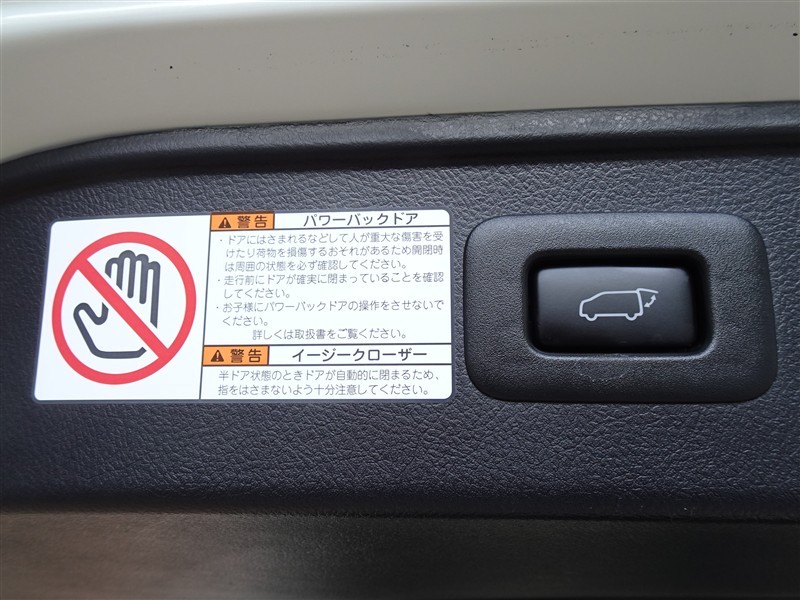 警告 パワーバックドア
・ドアにはさまれるなどして人が重大な傷害を受
けたり荷物を損傷するおそれがあるため開閉時
は周囲の状態を必ず確認してください。
・走行前にドアが確実に閉まっていることを確認
してください。
・お子様にパワーバックドアの操作をさせないで
ください。
詳しくは取扱書をご覧ください。
警告 イージークローザー
半ドア状態のときドアが自動的に閉まるため、
指をはさまないよう十分注意してください。